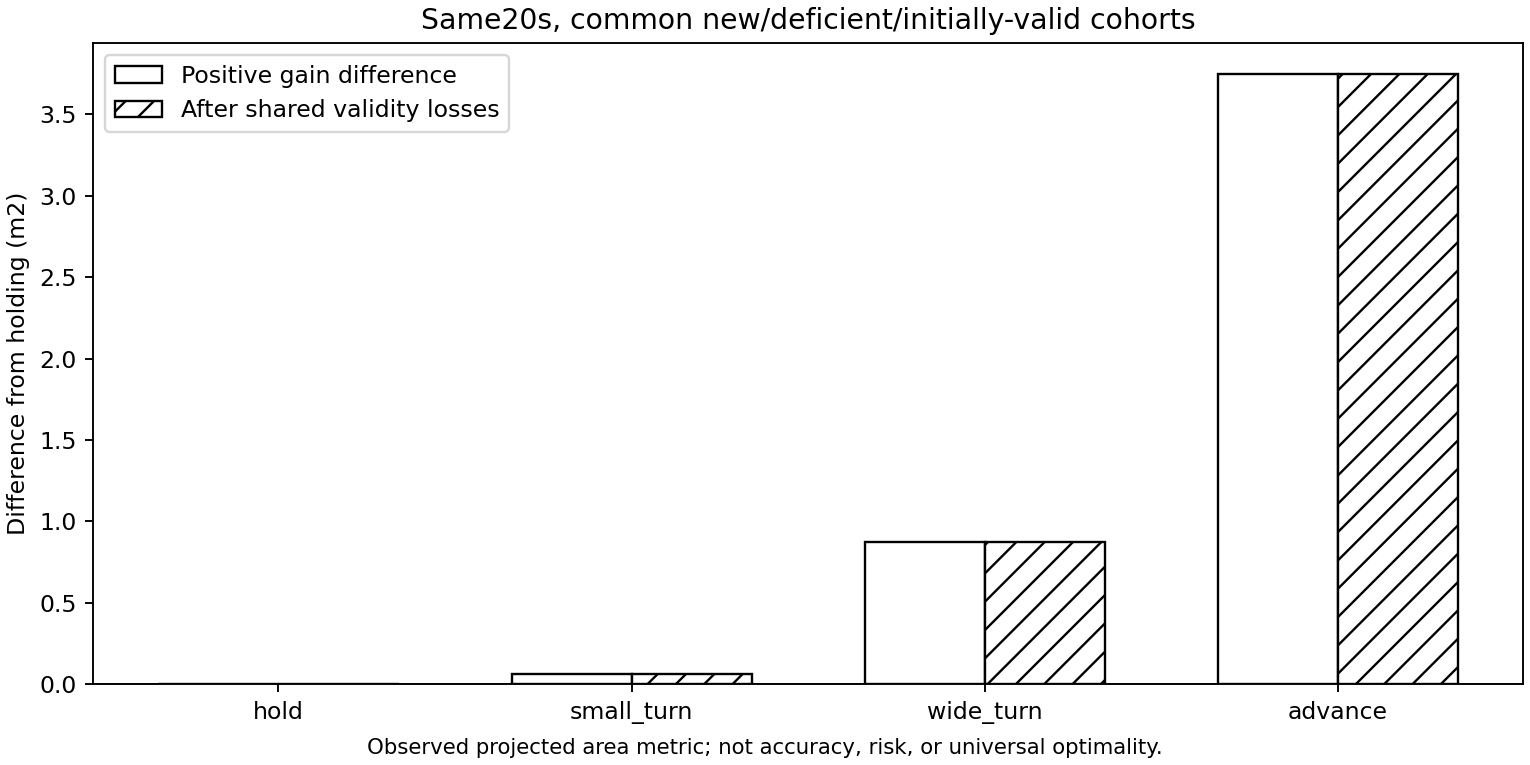 Same20s, common new/deficient/initially-valid cohorts
Positive gain difference
After shared validity losses
Difference from holding (m2)
3.5
3.0
2.5
2.0
1.5
1.0
0.5
0.0
hold
small_turn
wide_turn
advance
Observed projected area metric; not accuracy, risk, or universal optimality.